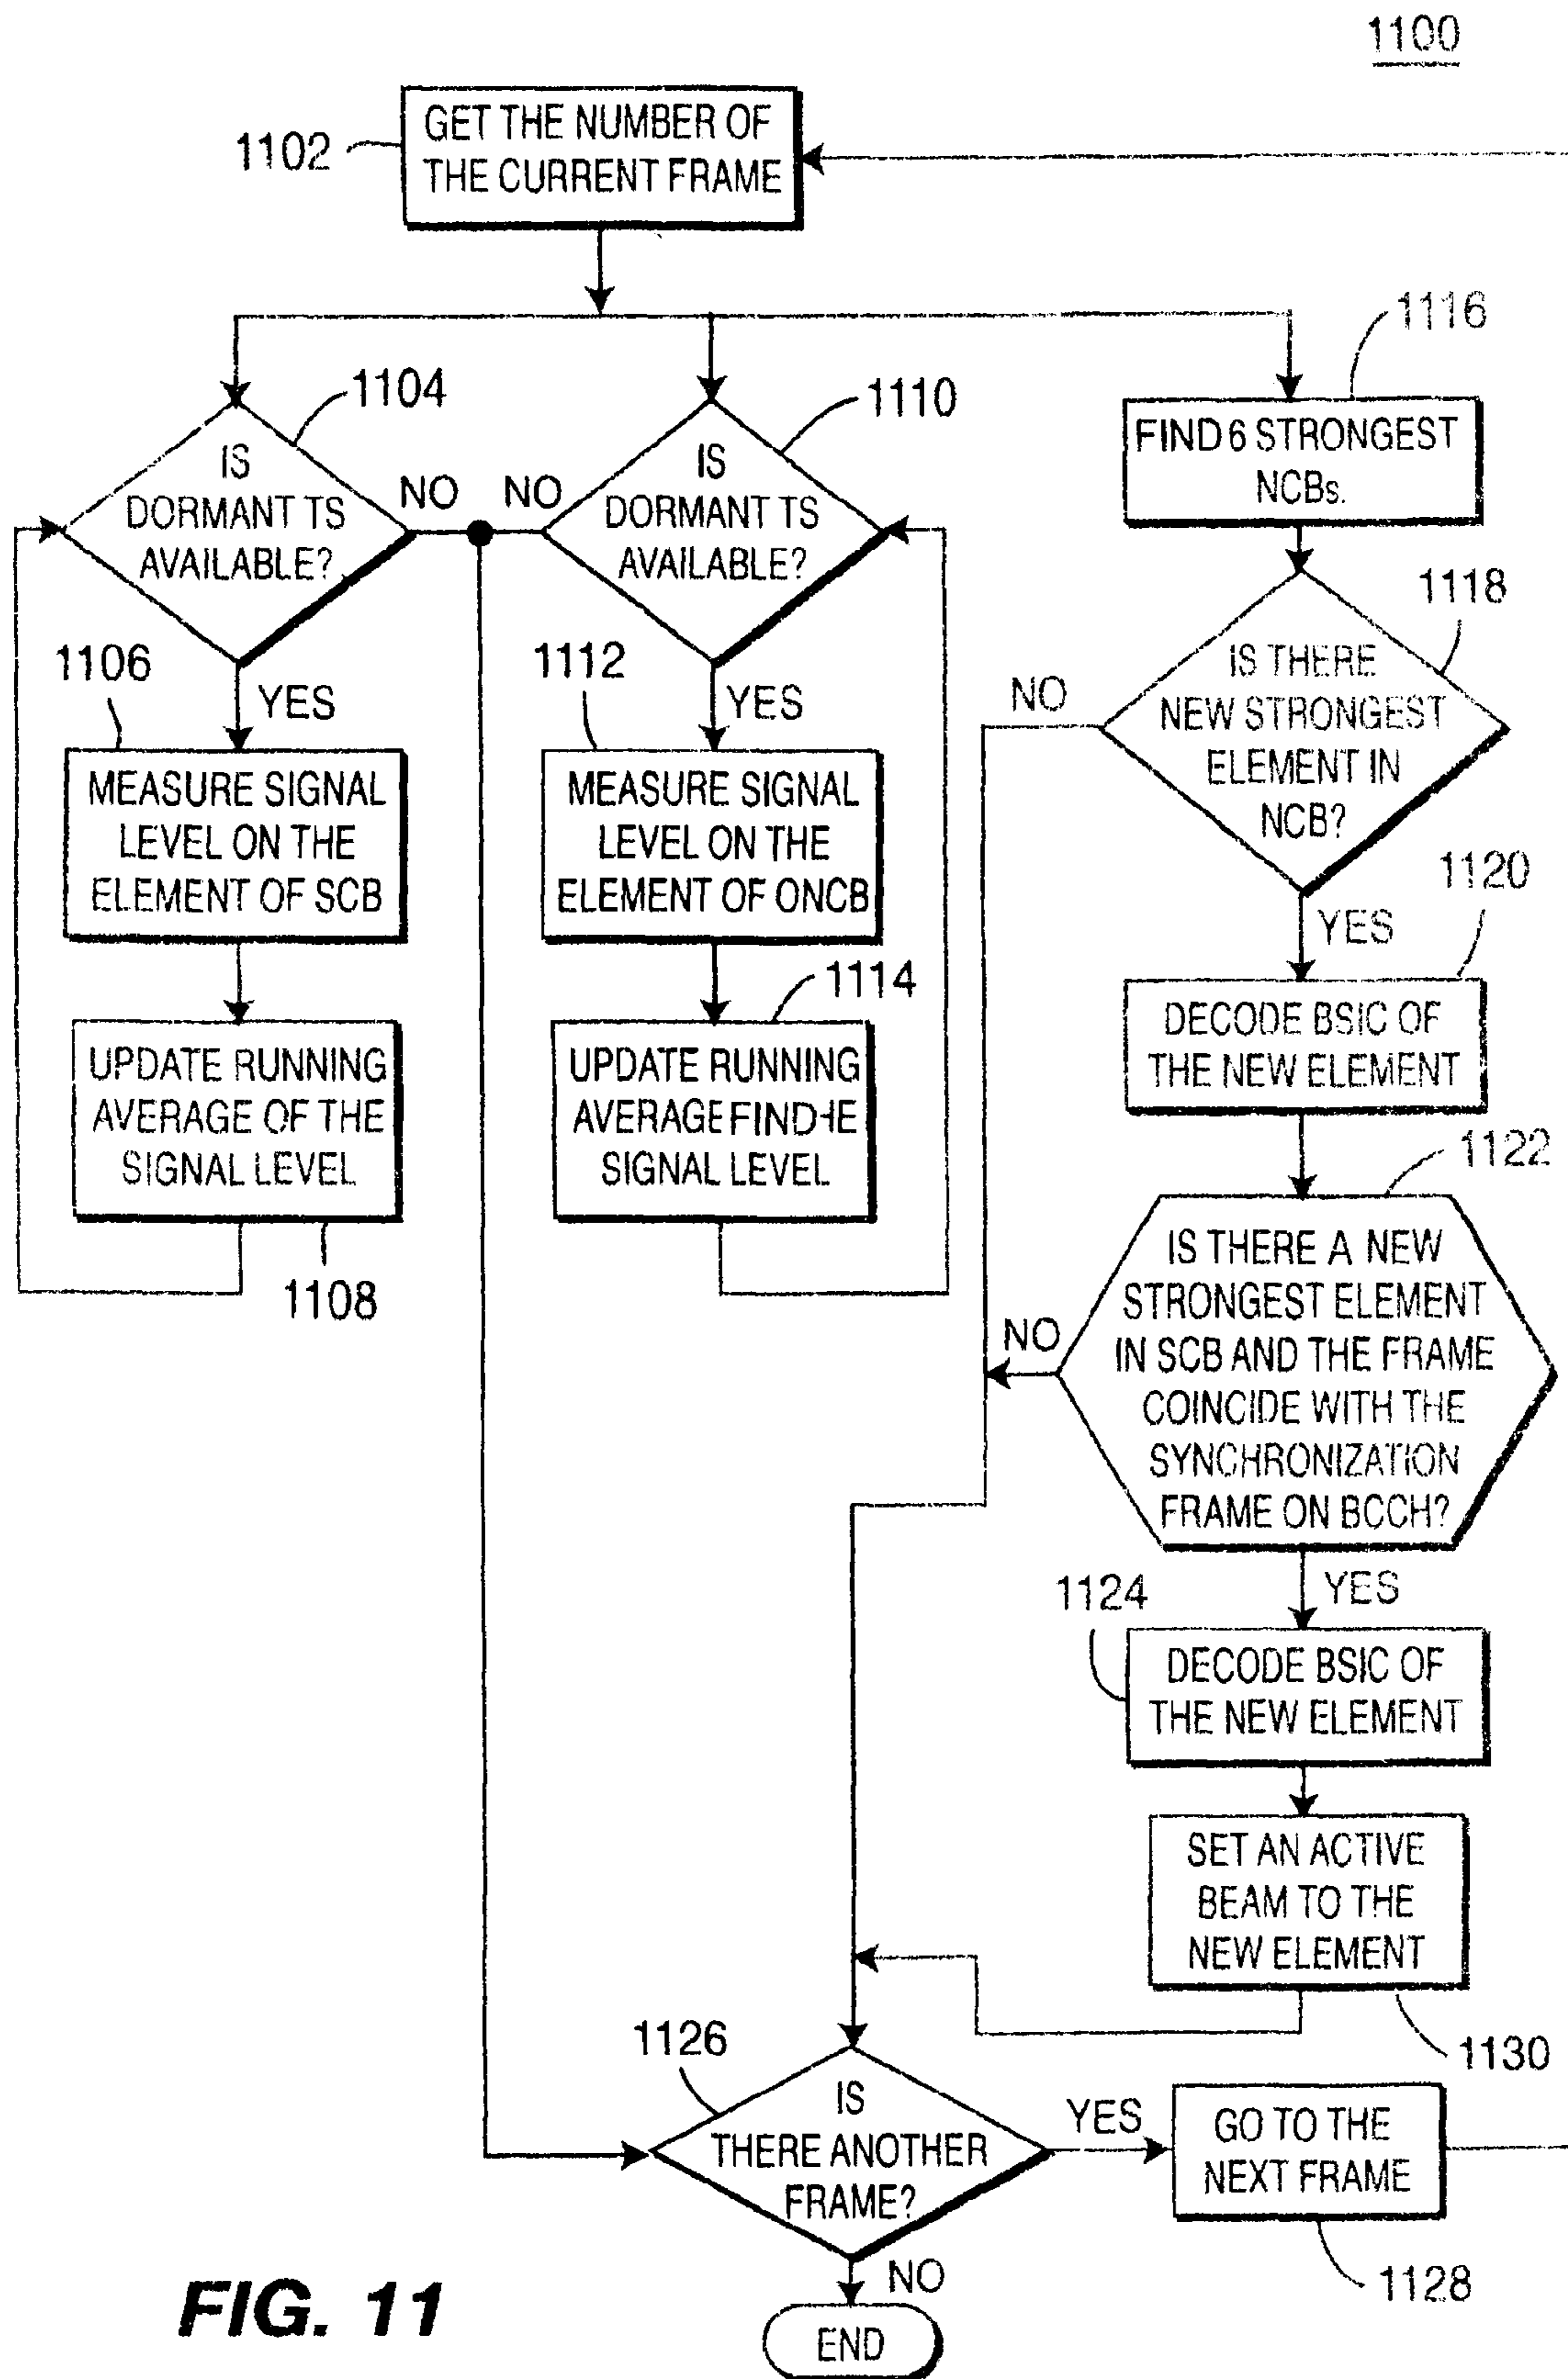 1100
1102
GET THE NUMBER OF
THE CURRENT FRAME
1104
IS
DORMANT TS
AVAILABLE?
NO
YES
1106
MEASURE SIGNAL
LEVEL ON THE
ELEMENT OF SCB
UPDATE RUNNING
AVERAGE OF THE
SIGNAL LEVEL
1108
1110
IS
DORMANT TS
AVAILABLE?
NO
YES
1112
MEASURE SIGNAL
LEVEL ON THE
ELEMENT OF ONCB
1114
UPDATE RUNNING
AVERAGE FIND
SIGNAL LEVEL
1116
FIND 6 STRONGEST
NCBs.
1118
IS THERE
NEW STRONGEST
ELEMENT IN
NCB?
NO
YES
1120
DECODE BSIC OF
THE NEW ELEMENT
1122
IS THERE A NEW
STRONGEST ELEMENT
IN SCB AND THE FRAME
COINCIDE WITH THE
SYNCHRONIZATION
FRAME ON BCCH?
NO
YES
1124
DECODE BSIC OF
THE NEW ELEMENT
SET AN ACTIVE
BEAM TO THE
NEW ELEMENT
1130
1126
IS
THERE ANOTHER
FRAME?
YES
GO TO THE
NEXT FRAME
1128
NO
END
FIG. 11